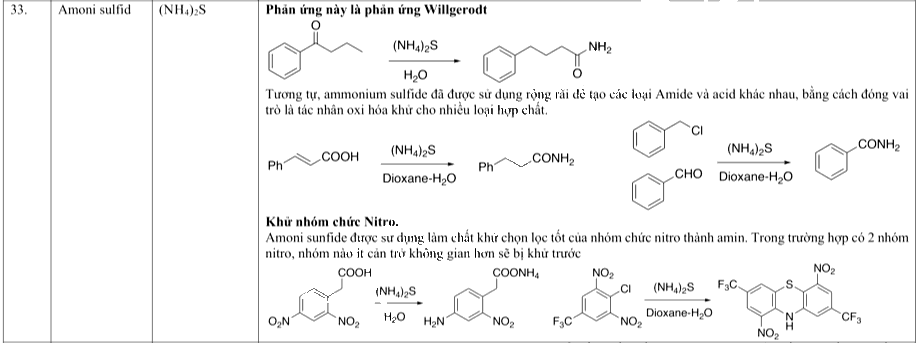 33. Amoni sulfid (NH₄)₂S Phản ứng này là phản ứng Willgerodt
O (NH₄)₂S H₂O NH₂ O
Tương tự, ammonium sulfide đã được sử dụng rộng rãi để tạo các loại Amide và acid khác nhau, bằng cách đóng vai
trò là tác nhân oxi hóa khử cho nhiều loại hợp chất.
Ph COOH (NH₄)₂S Dioxane-H₂O Ph CONH₂
Cl CHO (NH₄)₂S Dioxane-H₂O CONH₂
Khử nhóm chức Nitro.
Amoni sunfide được sư dụng làm chất khử chọn lọc tốt của nhóm chức nitro thành amin. Trong trường hợp có 2 nhóm
nitro, nhóm nào ít cản trở không gian hơn sẽ bị khử trước
COOH O₂N NO₂ (NH₄)₂S H₂O COONH₄ H₂N NO₂
NO₂ Cl F₃C NO₂ (NH₄)₂S Dioxane-H₂O F₃C S NO₂ N H NO₂ CF₃